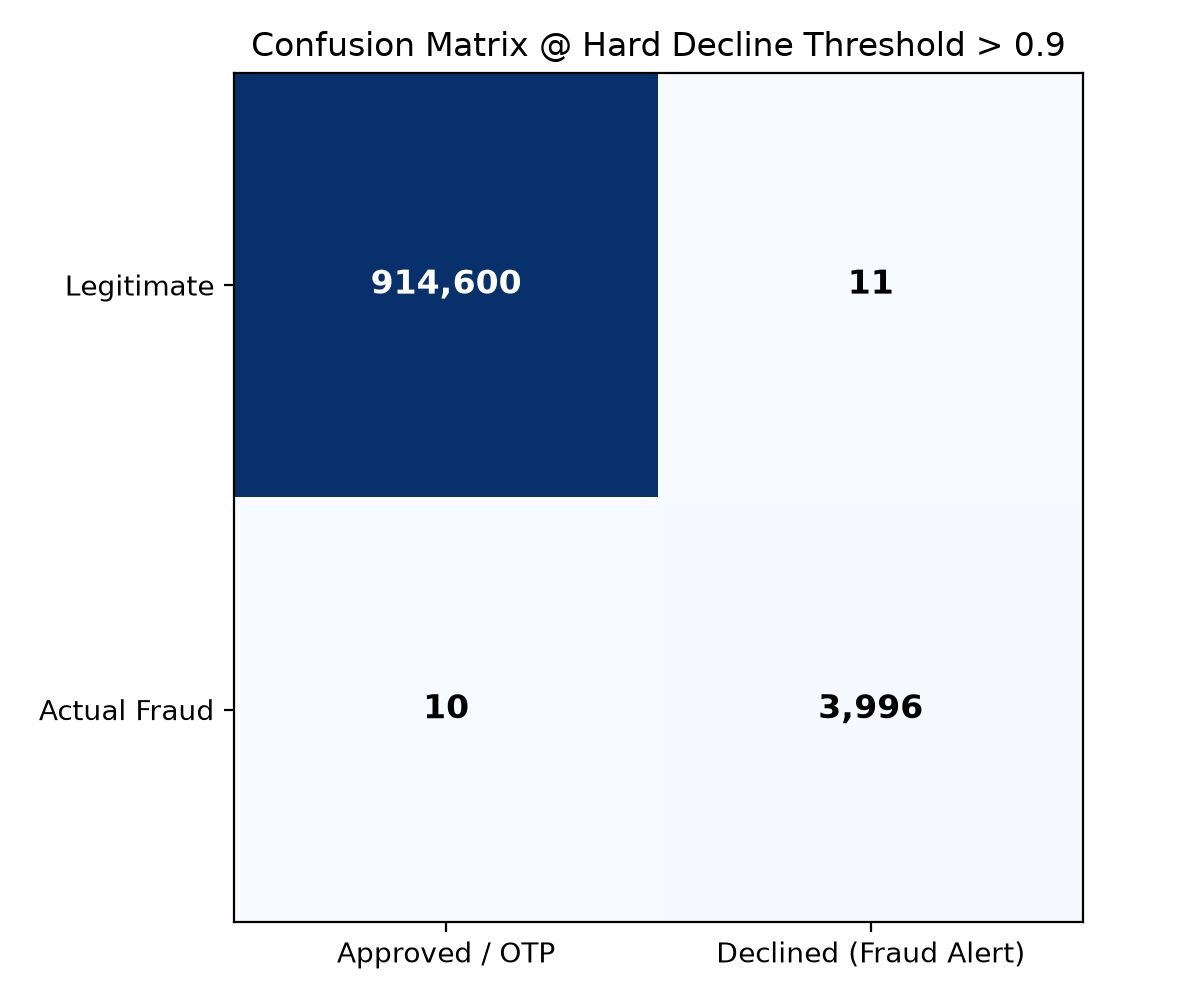 Confusion Matrix @ Hard Decline Threshold > 0.9
Legitimate
914,600
11
Actual Fraud
10
3,996
Approved / OTP
Declined (Fraud Alert)